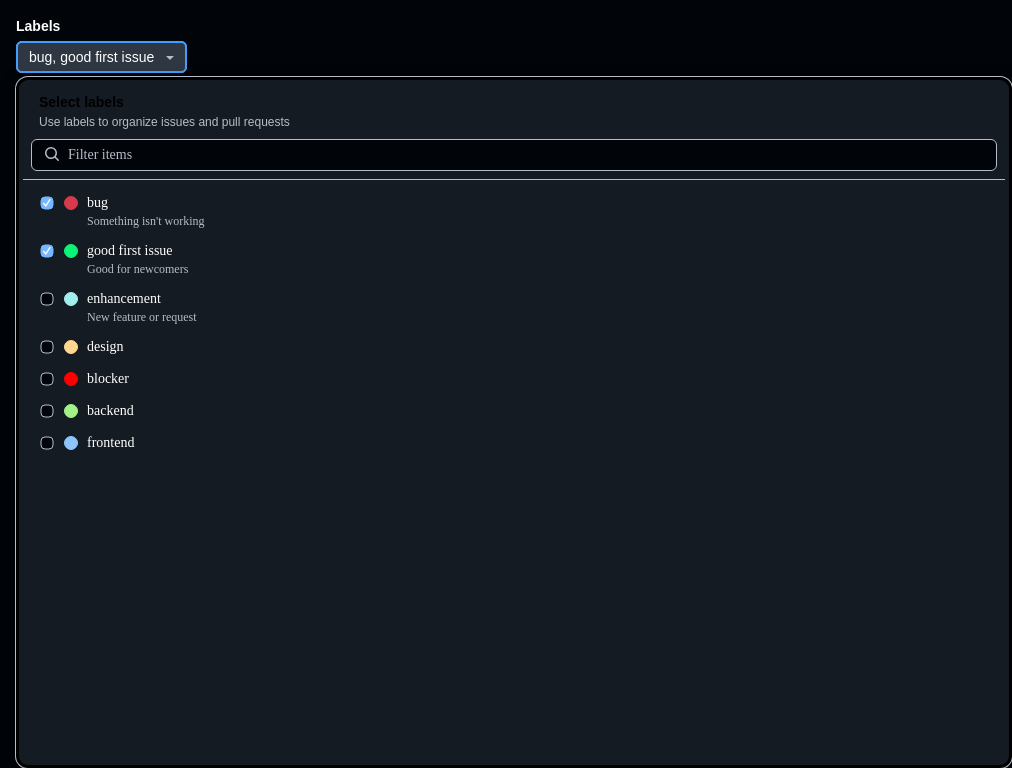 Labels
bug, good first issue
Select labels
Use labels to organize issues and pull requests
Filter items
bug
Something isn't working
good first issue
Good for newcomers
enhancement
New feature or request
design
blocker
backend
frontend